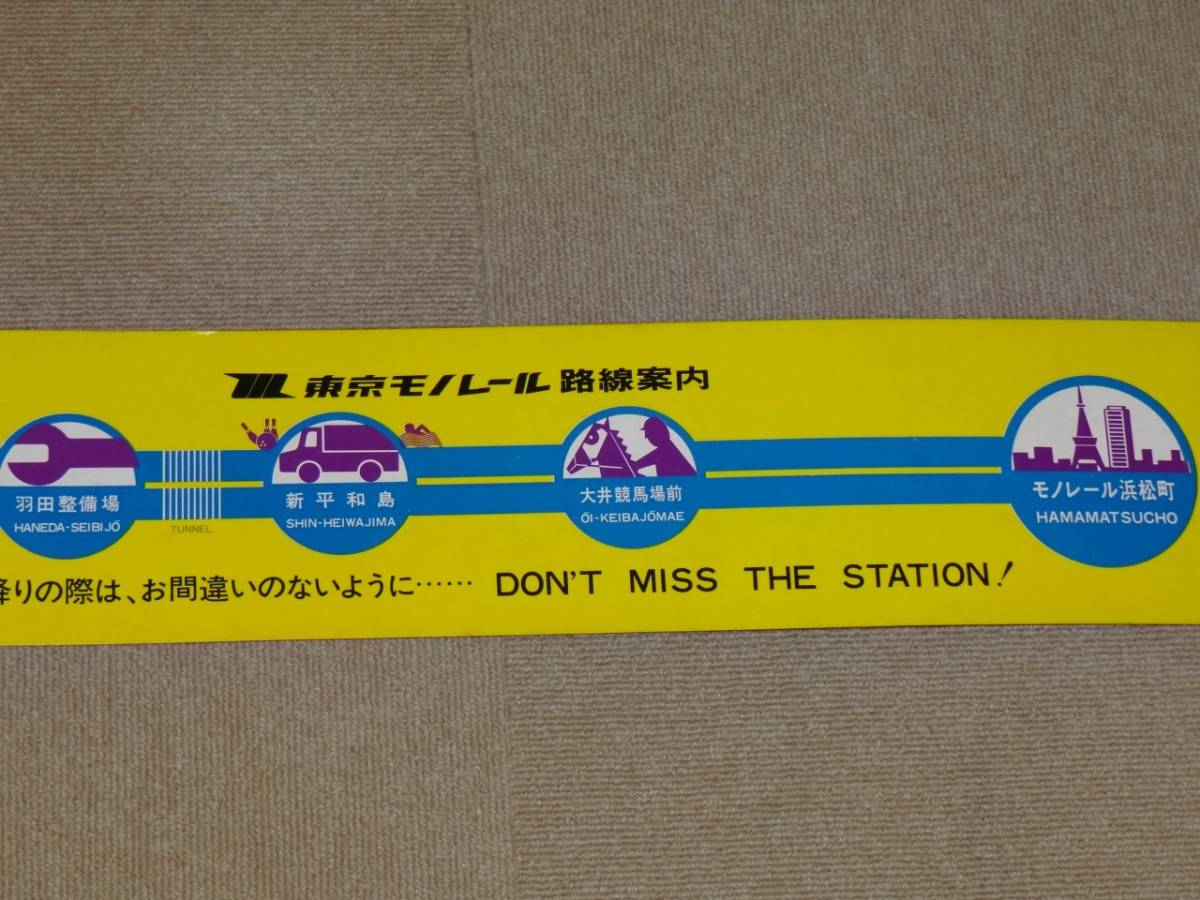 東京モノレール 路線案内
羽田整備場
HANEDA-SEIBIJŌ
TUNNEL
新平和島
SHIN-HEIWAJIMA
大井競馬場前
ŌI-KEIBAJŌMAE
モノレール浜松町
HAMAMATSUCHO
降りの際は、お間違いのないように…… DON'T MISS THE STATION!